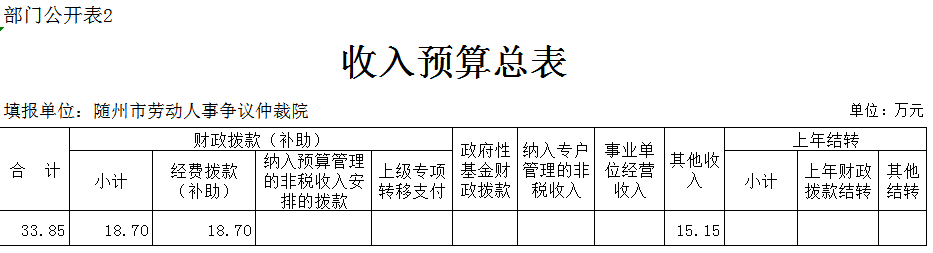 部门公开表2
收入预算总表
填报单位：随州市劳动人事争议仲裁院 单位：万元
合 计 财政拨款（补助） 政府性基金财政拨款 纳入专户管理的非税收入 事业单位经营收入 其他收入 上年结转
小计 经费拨款（补助） 纳入预算管理的非税收入安排的拨款 上级专项转移支付 小计 上年财政拨款结转 其他结转
33.85 18.70 18.70 15.15